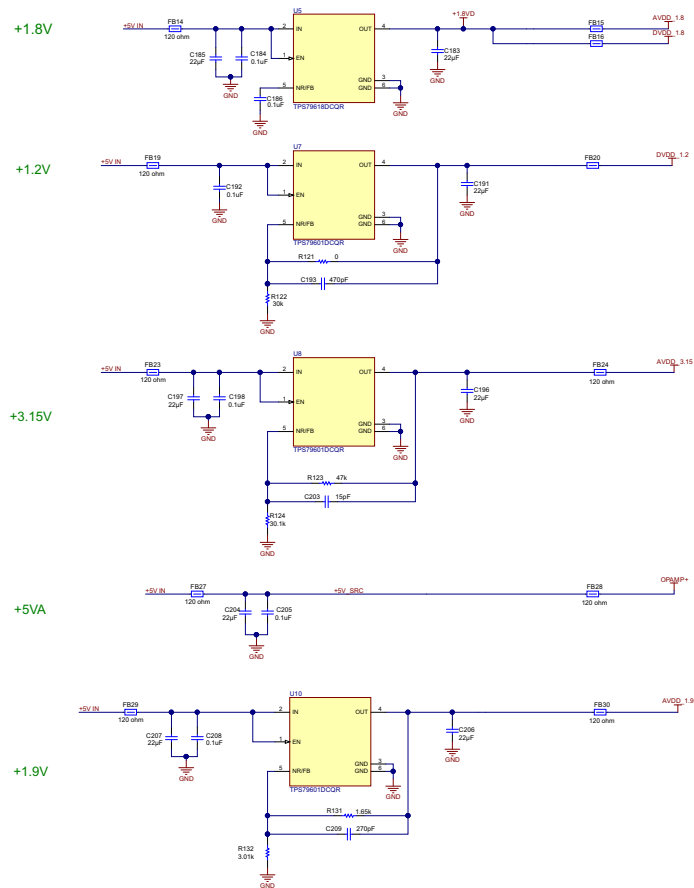 +1.8V
+5V IN
FB14
120 ohm
C185
22µF
C184
0.1uF
GND
U5
2
IN
1
EN
5
NR/FB
OUT
4
GND
3
GND
6
TPS79618DCQR
C186
0.1uF
GND
GND
+1.8VD
C183
22µF
GND
FB15
FB16
AVDD_1.8
DVDD_1.8
+1.2V
+5V IN
FB19
120 ohm
C192
0.1uF
GND
U7
2
IN
1
EN
5
NR/FB
OUT
4
GND
3
GND
6
TPS79601DCQR
GND
R121
0
C193
470pF
R122
30k
GND
C191
22µF
GND
FB20
DVDD_1.2
+3.15V
+5V IN
FB23
120 ohm
C197
22µF
C198
0.1uF
GND
U8
2
IN
1
EN
5
NR/FB
OUT
4
GND
3
GND
6
TPS79601DCQR
GND
R123
47k
C203
15pF
R124
30.1k
GND
C196
22µF
GND
FB24
120 ohm
AVDD_3.15
+5VA
+5V IN
FB27
120 ohm
C204
22µF
C205
0.1uF
GND
+5V_SRC
FB28
120 ohm
OPAMP+
+1.9V
+5V IN
FB29
120 ohm
C207
22µF
C208
0.1uF
GND
U10
2
IN
1
EN
5
NR/FB
OUT
4
GND
3
GND
6
TPS79601DCQR
GND
R131
1.65k
C209
270pF
R132
3.01k
GND
C206
22µF
GND
FB30
120 ohm
AVDD_1.9